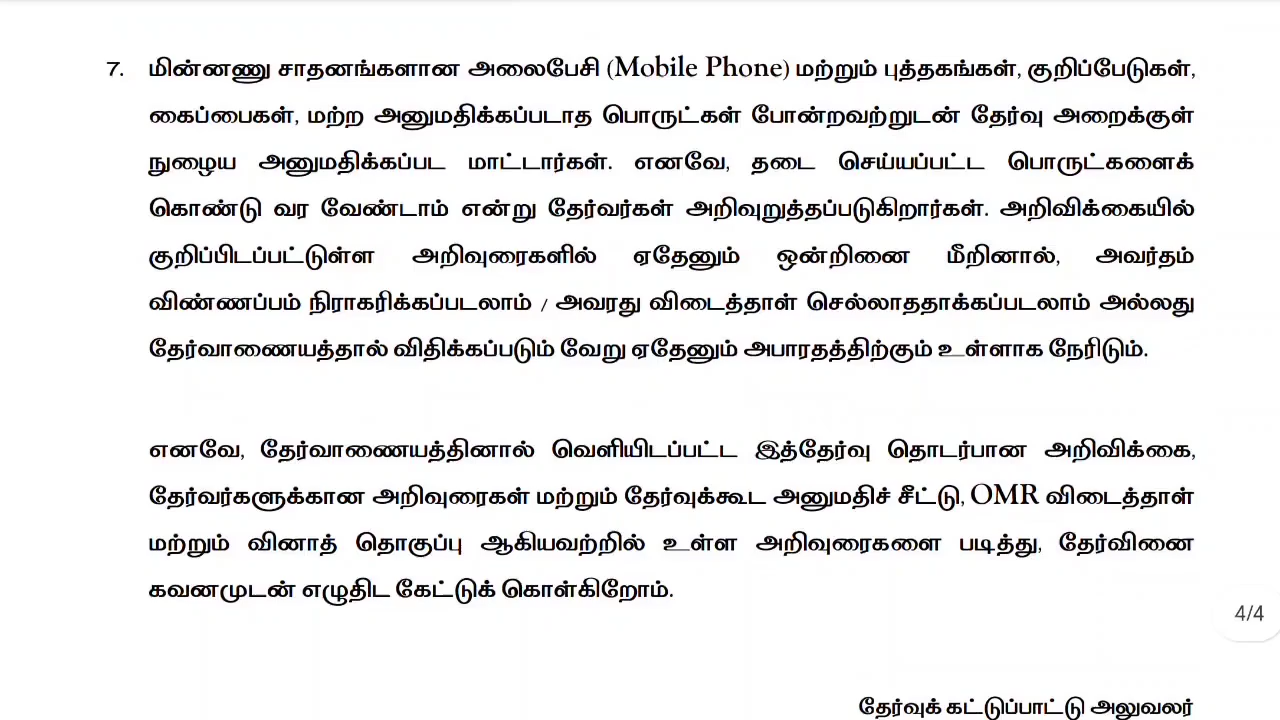 7. மின்னணு சாதனங்களான அலைபேசி (Mobile Phone) மற்றும் புத்தகங்கள், குறிப்பேடுகள்,
கைப்பைகள், மற்ற அனுமதிக்கப்படாத பொருட்கள் போன்றவற்றுடன் தேர்வு அறைக்குள்
நுழைய அனுமதிக்கப்பட மாட்டார்கள். எனவே, தடை செய்யப்பட்ட பொருட்களைக்
கொண்டு வர வேண்டாம் என்று தேர்வர்கள் அறிவுறுத்தப்படுகிறார்கள். அறிவிக்கையில்
குறிப்பிடப்பட்டுள்ள அறிவுரைகளில் ஏதேனும் ஒன்றினை மீறினால், அவர்தம்
விண்ணப்பம் நிராகரிக்கப்படலாம் / அவரது விடைத்தாள் செல்லாததாக்கப்படலாம் அல்லது
தேர்வாணையத்தால் விதிக்கப்படும் வேறு ஏதேனும் அபாரதத்திற்கும் உள்ளாக நேரிடும்.
எனவே, தேர்வாணையத்தினால் வெளியிடப்பட்ட இத்தேர்வு தொடர்பான அறிவிக்கை,
தேர்வர்களுக்கான அறிவுரைகள் மற்றும் தேர்வுக்கூட அனுமதிச் சீட்டு, OMR விடைத்தாள்
மற்றும் வினாத் தொகுப்பு ஆகியவற்றில் உள்ள அறிவுரைகளை படித்து, தேர்வினை
கவனமுடன் எழுதிட கேட்டுக் கொள்கிறோம்.
4/4
தேர்வுக் கட்டுப்பாட்டு அலுவலர்